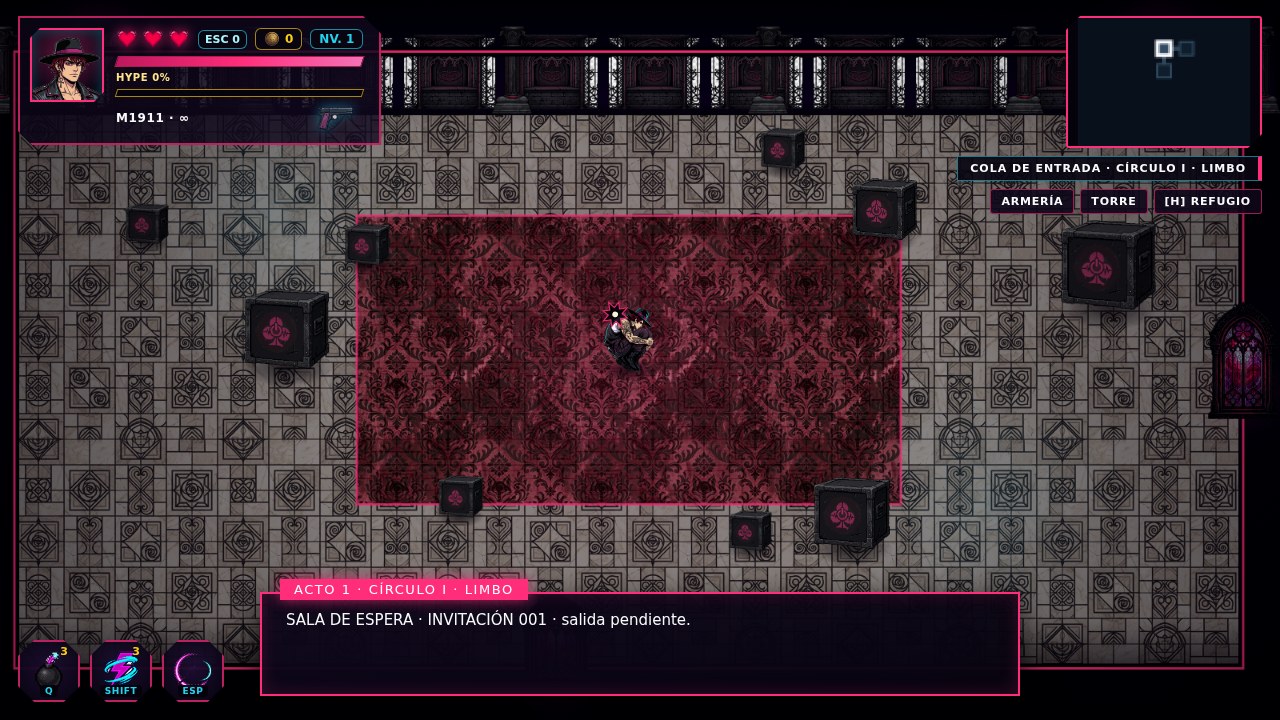 ESC 0
0
NV. 1
HYPE 0%
M1911 · ∞
COLA DE ENTRADA · CÍRCULO I · LIMBO
ARMERÍA
TORRE
[H] REFUGIO
ACTO 1 · CÍRCULO I · LIMBO
SALA DE ESPERA · INVITACIÓN 001 · salida pendiente.
3
Q
3
SHIFT
ESP